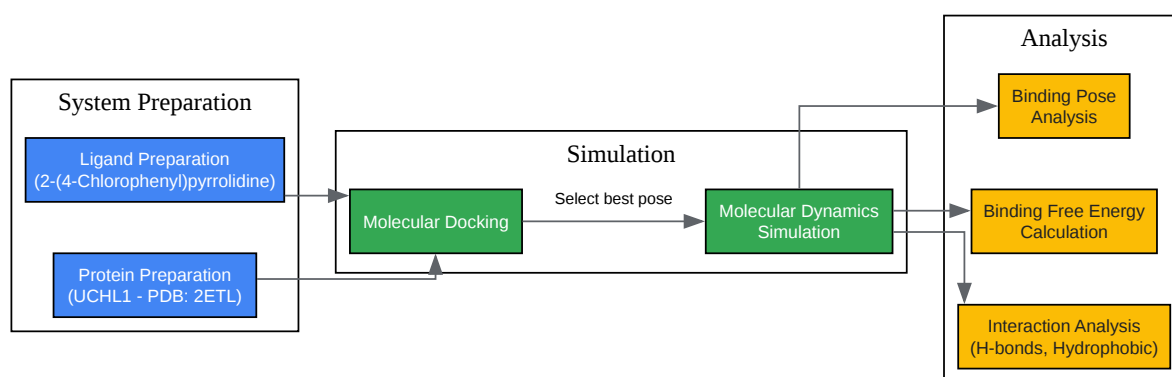 System Preparation
Ligand Preparation
(2-(4-Chlorophenyl)pyrrolidine)
Protein Preparation
(UCHL1 - PDB: 2ETL)
Simulation
Molecular Docking
Select best pose
Molecular Dynamics
Simulation
Analysis
Binding Pose
Analysis
Binding Free Energy
Calculation
Interaction Analysis
(H-bonds, Hydrophobic)